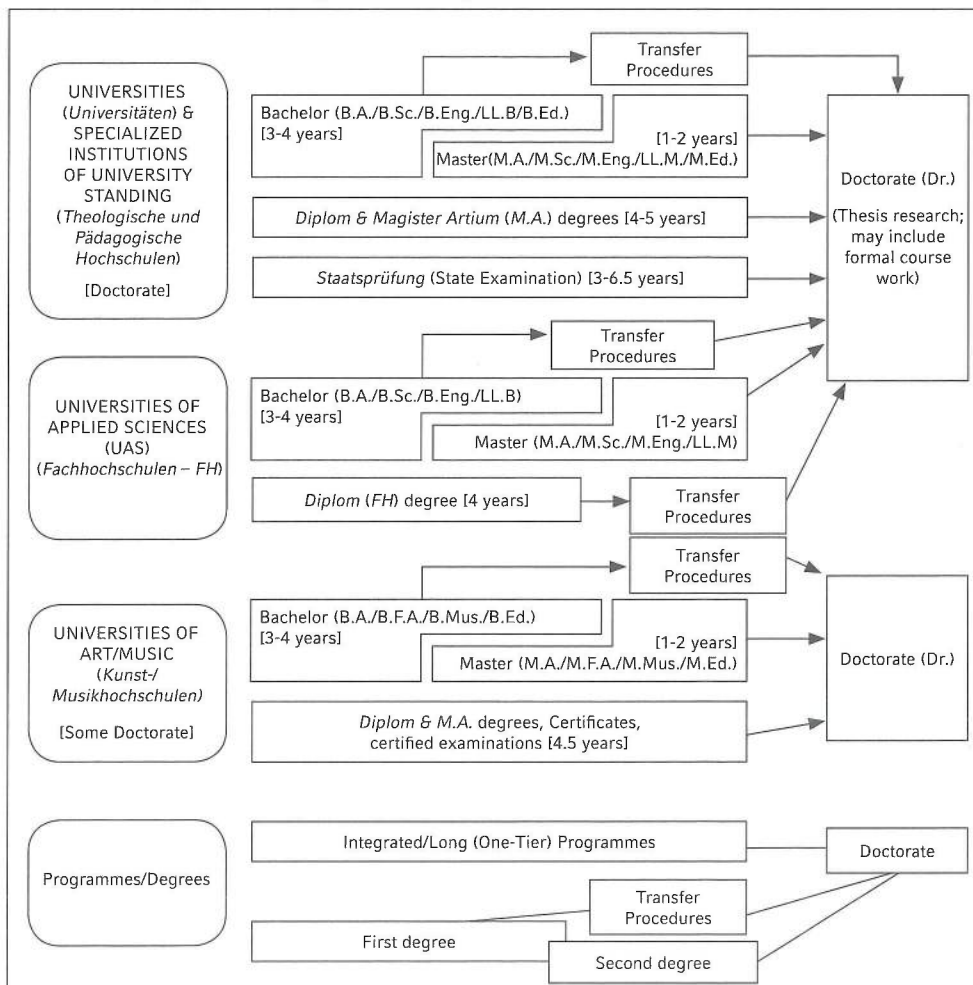 Transfer
Procedures
UNIVERSITIES
(Universitäten) &
SPECIALIZED
INSTITUTIONS
OF UNIVERSITY
STANDING
(Theologische und
Pädagogische
Hochschulen)
[Doctorate]
Bachelor (B.A./B.Sc./B.Eng./LL.B/B.Ed.)
[3-4 years]
[1-2 years]
Master(M.A./M.Sc./M.Eng./LL.M./M.Ed.)
Diplom & Magister Artium (M.A.) degrees [4-5 years]
Staatsprüfung (State Examination) [3-6.5 years]
Doctorate (Dr.)
(Thesis research;
may include
formal course
work)
Transfer
Procedures
UNIVERSITIES OF
APPLIED SCIENCES
(UAS)
(Fachhochschulen – FH)
Bachelor (B.A./B.Sc./B.Eng./LL.B)
[3-4 years]
[1-2 years]
Master (M.A./M.Sc./M.Eng./LL.M)
Diplom (FH) degree [4 years]
Transfer
Procedures
Transfer
Procedures
UNIVERSITIES OF
ART/MUSIC
(Kunst-/
Musikhochschulen)
[Some Doctorate]
Bachelor (B.A./B.F.A./B.Mus./B.Ed.)
[3-4 years]
[1-2 years]
Master (M.A./M.F.A./M.Mus./M.Ed.)
Diplom & M.A. degrees, Certificates,
certified examinations [4.5 years]
Doctorate (Dr.)
Programmes/Degrees
Integrated/Long (One-Tier) Programmes
Doctorate
Transfer
Procedures
First degree
Second degree